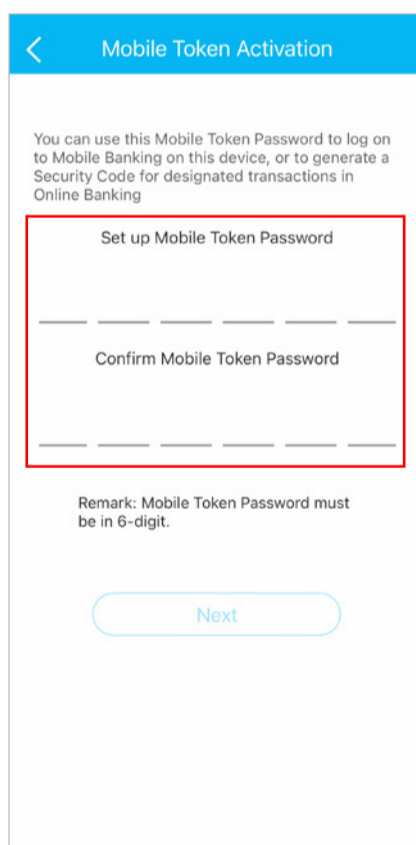 Mobile Token Activation
You can use this Mobile Token Password to log on
to Mobile Banking on this device, or to generate a
Security Code for designated transactions in
Online Banking
Set up Mobile Token Password
Confirm Mobile Token Password
Remark: Mobile Token Password must
be in 6-digit.
Next